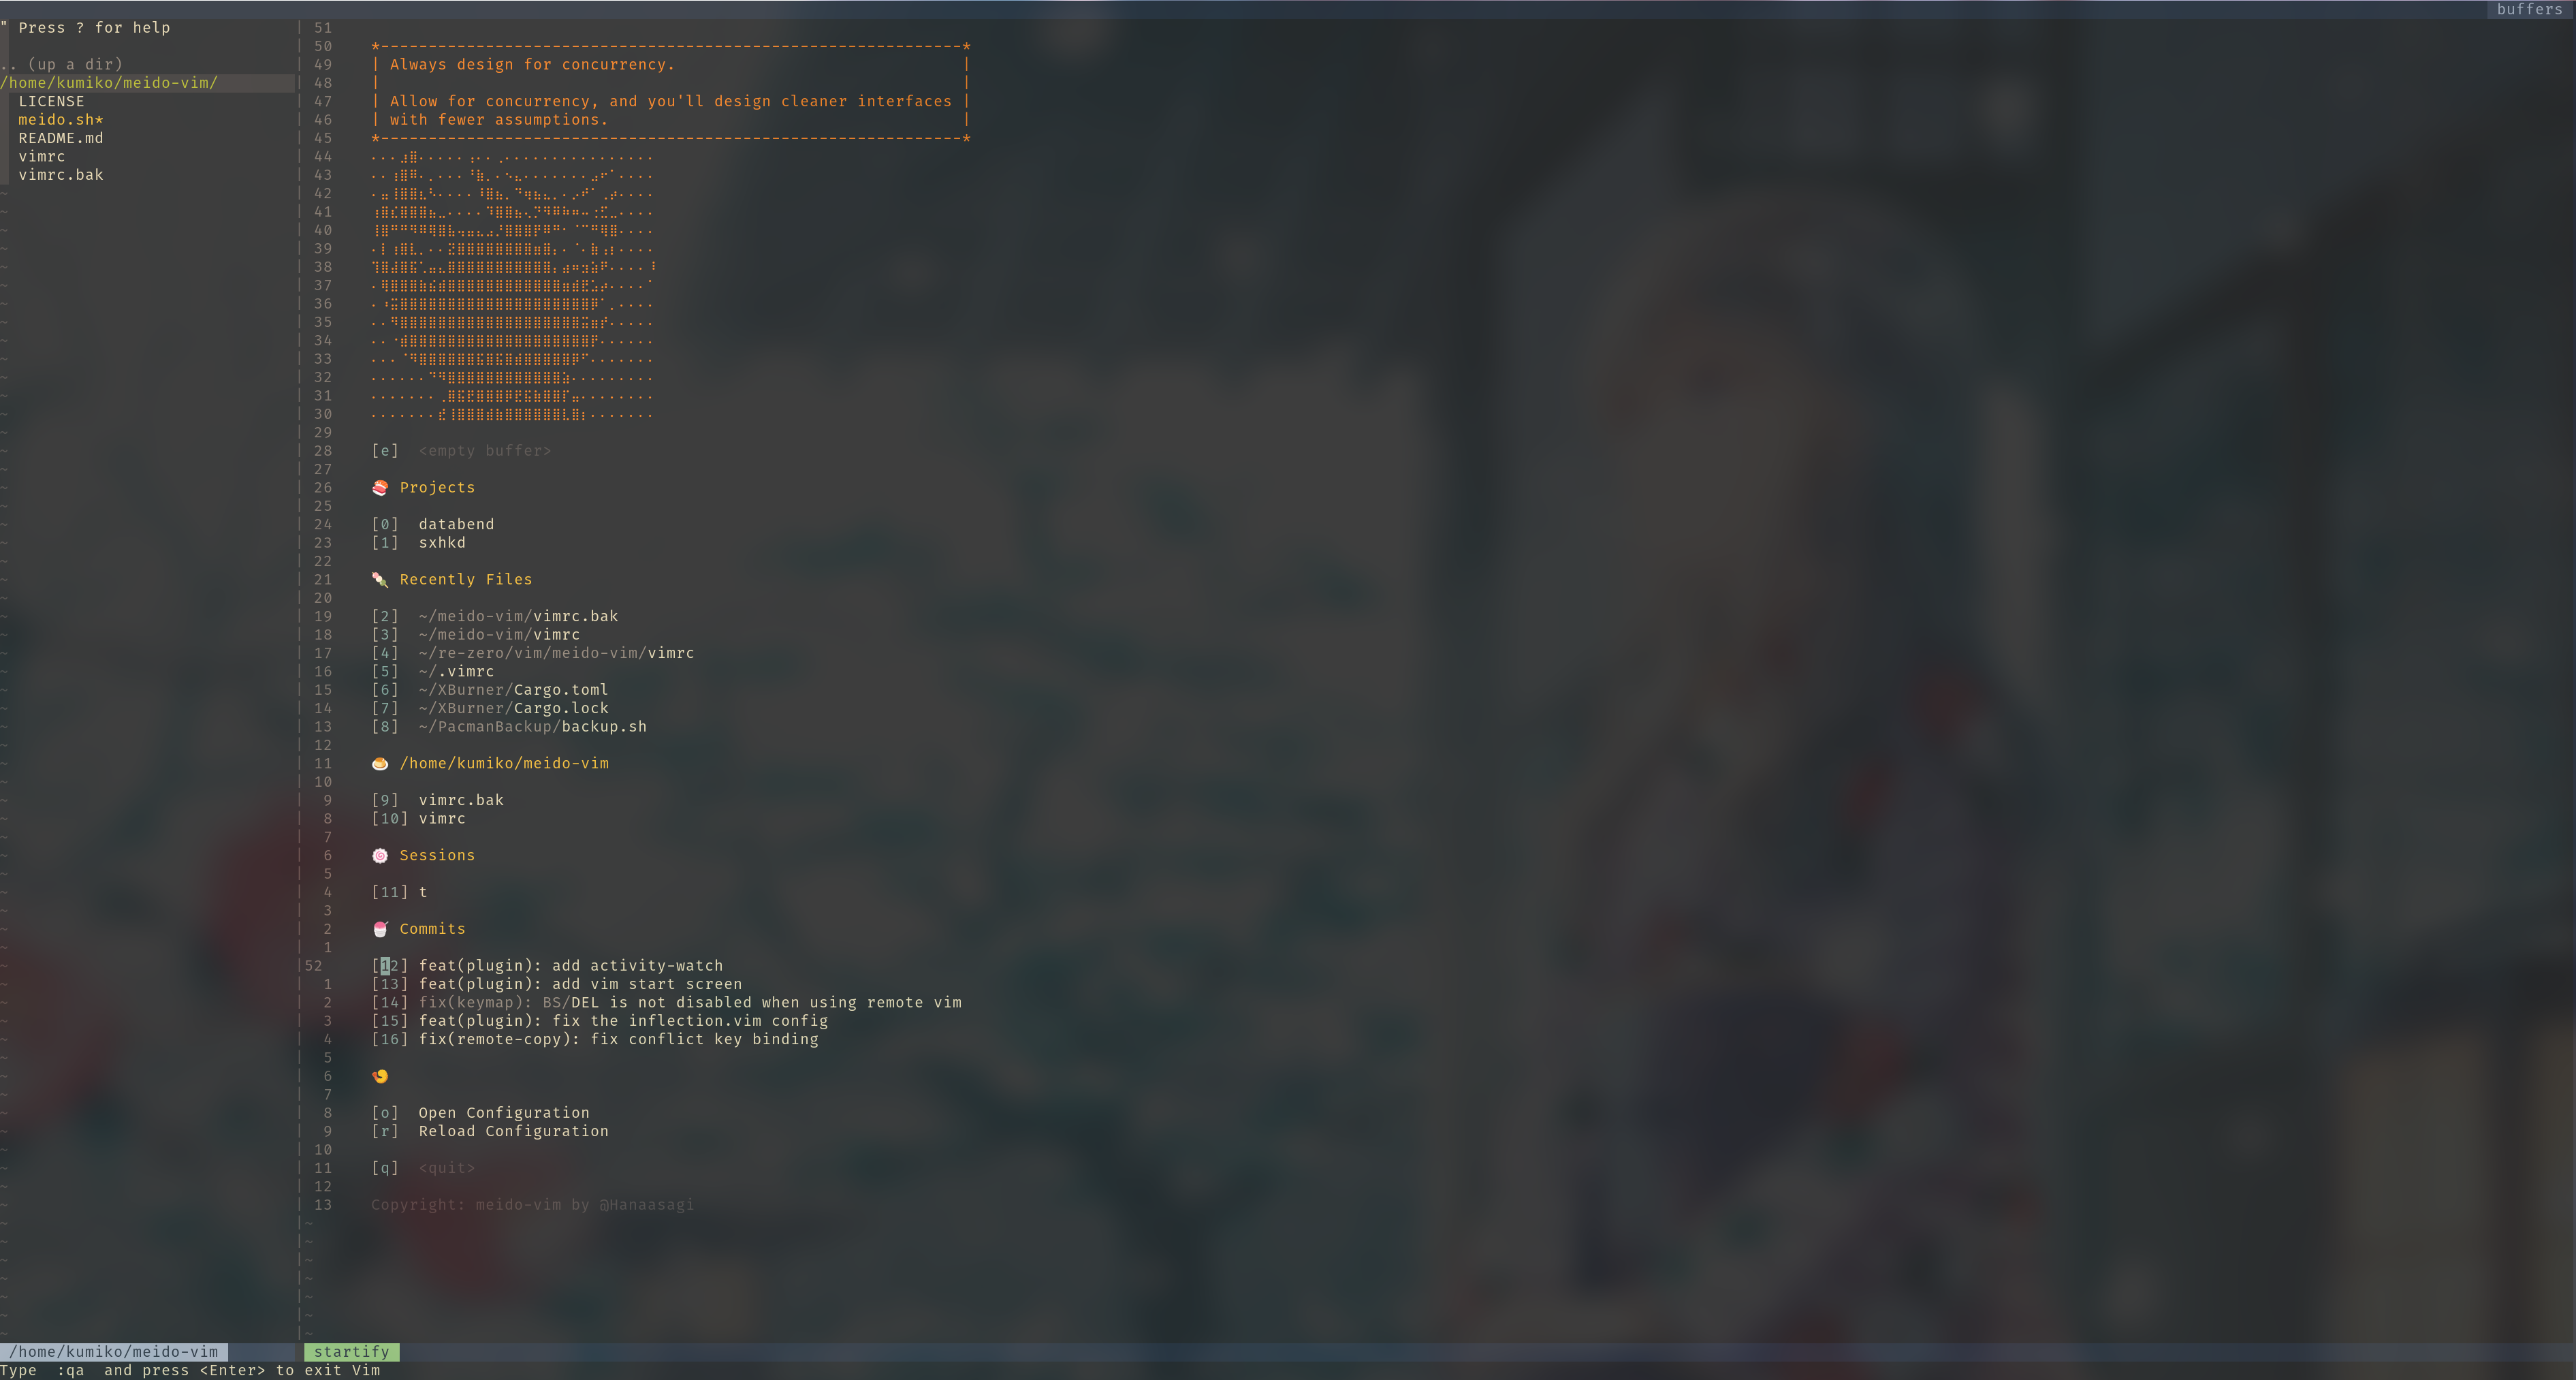 buffers
" Press ? for help
.. (up a dir)
/home/kumiko/meido-vim/
LICENSE
meido.sh*
README.md
vimrc
vimrc.bak
51
50 *-------------------------------------------------------------*
49 | Always design for concurrency. |
48 | |
47 | Allow for concurrency, and you'll design cleaner interfaces |
46 | with fewer assumptions. |
45 *-------------------------------------------------------------*
44
43
42
41
40
39
38
37
36
35
34
33
32
31
30
29
28 [e] <empty buffer>
27
26 🍣 Projects
25
24 [0] databend
23 [1] sxhkd
22
21 🍡 Recently Files
20
19 [2] ~/meido-vim/vimrc.bak
18 [3] ~/meido-vim/vimrc
17 [4] ~/re-zero/vim/meido-vim/vimrc
16 [5] ~/.vimrc
15 [6] ~/XBurner/Cargo.toml
14 [7] ~/XBurner/Cargo.lock
13 [8] ~/PacmanBackup/backup.sh
12
11 🍮 /home/kumiko/meido-vim
10
9 [9] vimrc.bak
8 [10] vimrc
7
6 🍥 Sessions
5
4 [11] t
3
2 🍧 Commits
1
52 [12] feat(plugin): add activity-watch
1 [13] feat(plugin): add vim start screen
2 [14] fix(keymap): BS/DEL is not disabled when using remote vim
3 [15] feat(plugin): fix the inflection.vim config
4 [16] fix(remote-copy): fix conflict key binding
5
6 🍤
7
8 [o] Open Configuration
9 [r] Reload Configuration
10
11 [q] <quit>
12
13 Copyright: meido-vim by @Hanaasagi
/home/kumiko/meido-vim
startify
Type  :qa  and press <Enter> to exit Vim